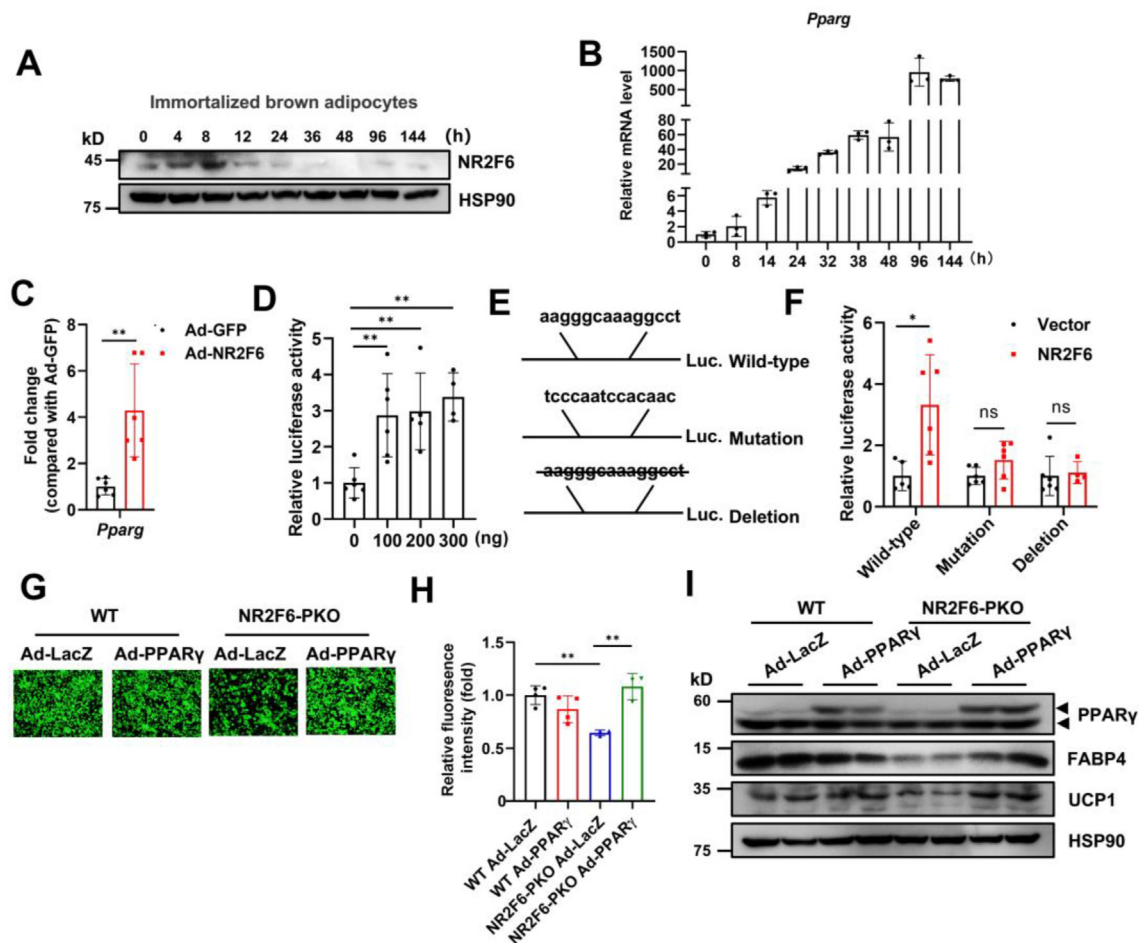 A
Immortalized brown adipocytes
kD 0 4 8 12 24 36 48 96 144 (h)
45 NR2F6
75 HSP90
B
Pparg
Relative mRNA level
1500
1000
500
80
60
40
20
6
4
2
0
0 8 14 24 32 38 48 96 144 (h)
C
Fold change
(compared with Ad-GFP)
8
6
4
2
0
**
Pparg
Ad-GFP
Ad-NR2F6
D
Relative luciferase activity
5
4
3
2
1
0
**
**
**
0 100 200 300 (ng)
E
aagggcaaaggcct
Luc. Wild-type
tcccaatccacaac
Luc. Mutation
aagggcaaaggcct
Luc. Deletion
F
Relative luciferase activity
6
4
2
0
*
ns
ns
Vector
NR2F6
Wild-type
Mutation
Deletion
G
WT NR2F6-PKO
Ad-LacZ Ad-PPARγ Ad-LacZ Ad-PPARγ
H
Relative fluoresence
intensity (fold)
1.5
1.0
0.5
0.0
**
**
WT Ad-LacZ
WT Ad-PPARγ
NR2F6-PKO Ad-LacZ
NR2F6-PKO Ad-PPARγ
I
WT NR2F6-PKO
Ad-LacZ Ad-PPARγ Ad-LacZ Ad-PPARγ
kD
60 PPARγ
15 FABP4
35 UCP1
75 HSP90